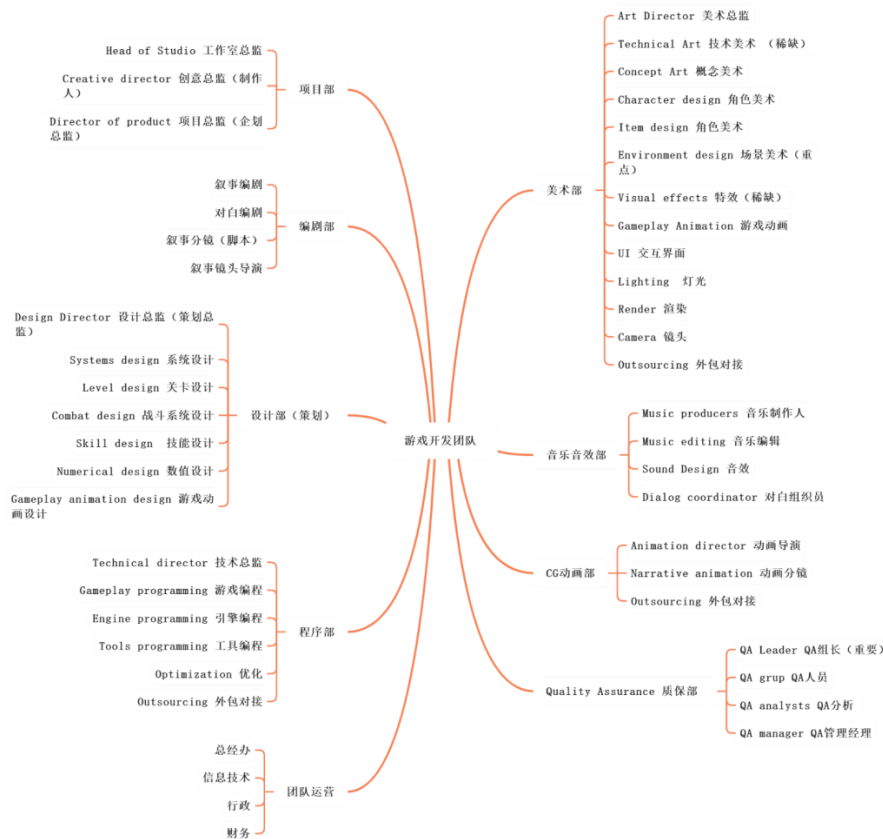 Head of Studio 工作室总监
Creative director 创意总监（制作
人）
Director of product 项目总监（企划
总监）
项目部
叙事编剧
对白编剧
叙事分镜（脚本）
叙事镜头导演
编剧部
Design Director 设计总监（策划总
监）
Systems design 系统设计
Level design 关卡设计
Combat design 战斗系统设计
Skill design 技能设计
Numerical design 数值设计
Gameplay animation design 游戏动
画设计
设计部（策划）
Technical director 技术总监
Gameplay programming 游戏编程
Engine programming 引擎编程
Tools programming 工具编程
Optimization 优化
Outsourcing 外包对接
程序部
总经办
信息技术
行政
财务
团队运营
游戏开发团队
美术部
Art Director 美术总监
Technical Art 技术美术 （稀缺）
Concept Art 概念美术
Character design 角色美术
Item design 角色美术
Environment design 场景美术（重
点）
Visual effects 特效（稀缺）
Gameplay Animation 游戏动画
UI 交互界面
Lighting 灯光
Render 渲染
Camera 镜头
Outsourcing 外包对接
音乐音效部
Music producers 音乐制作人
Music editing 音乐编辑
Sound Design 音效
Dialog coordinator 对白组织员
CG动画部
Animation director 动画导演
Narrative animation 动画分镜
Outsourcing 外包对接
Quality Assurance 质保部
QA Leader QA组长（重要）
QA grup QA人员
QA analysts QA分析
QA manager QA管理经理